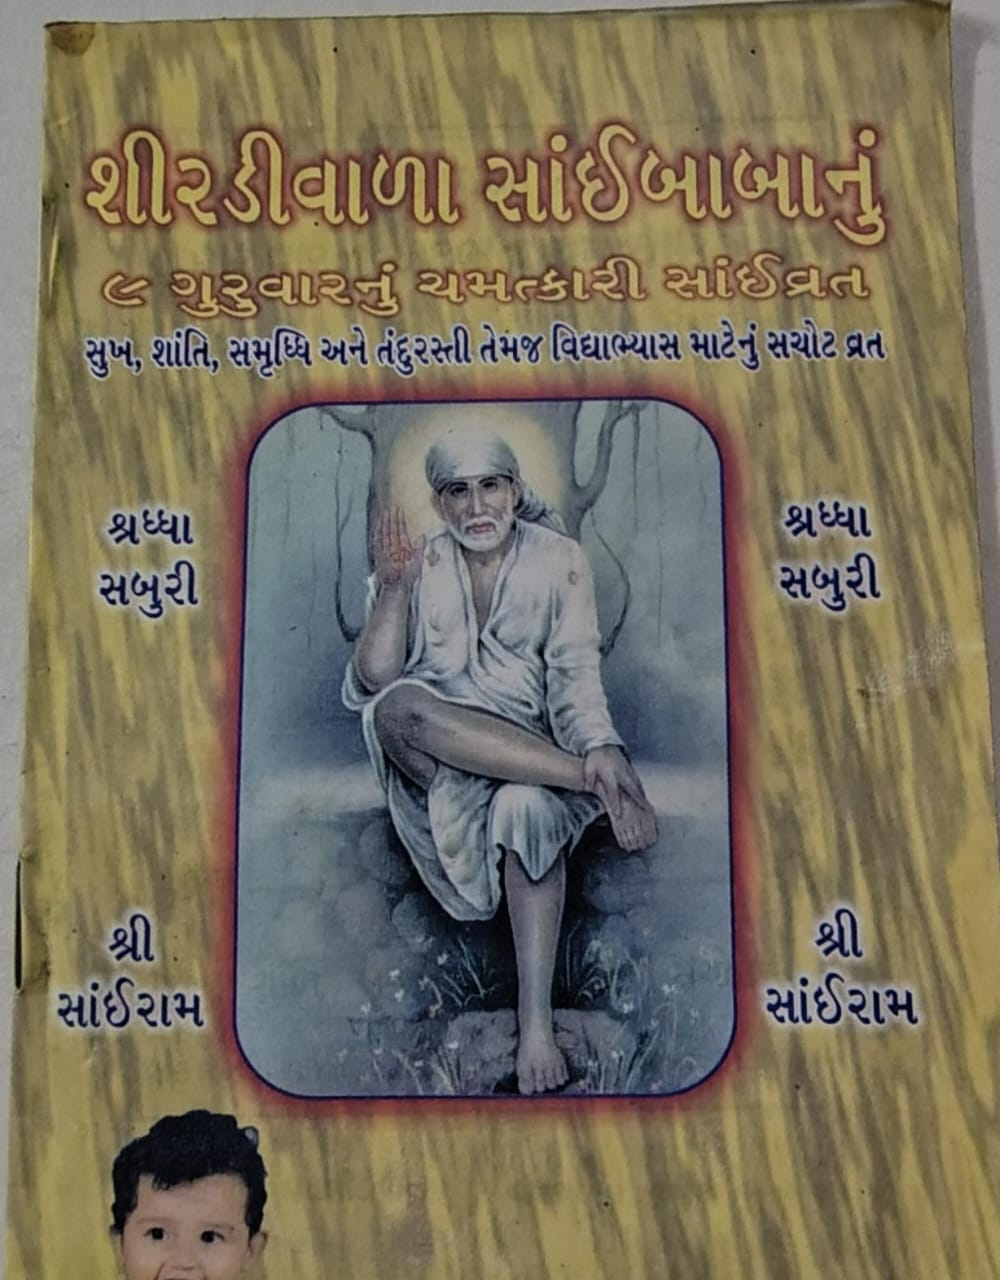 શીરડીવાળા સાંઈબાબાનું
૯ ગુરુવારનું ચમત્કારી સાંઈવ્રત
સુખ, શાંતિ, સમૃધ્ધિ અને તંદુરસ્તી તેમજ વિદ્યાભ્યાસ માટેનું સચોટ વ્રત
શ્રધ્ધા
સબુરી
શ્રધ્ધા
સબુરી
શ્રી
સાંઈરામ
શ્રી
સાંઈરામ